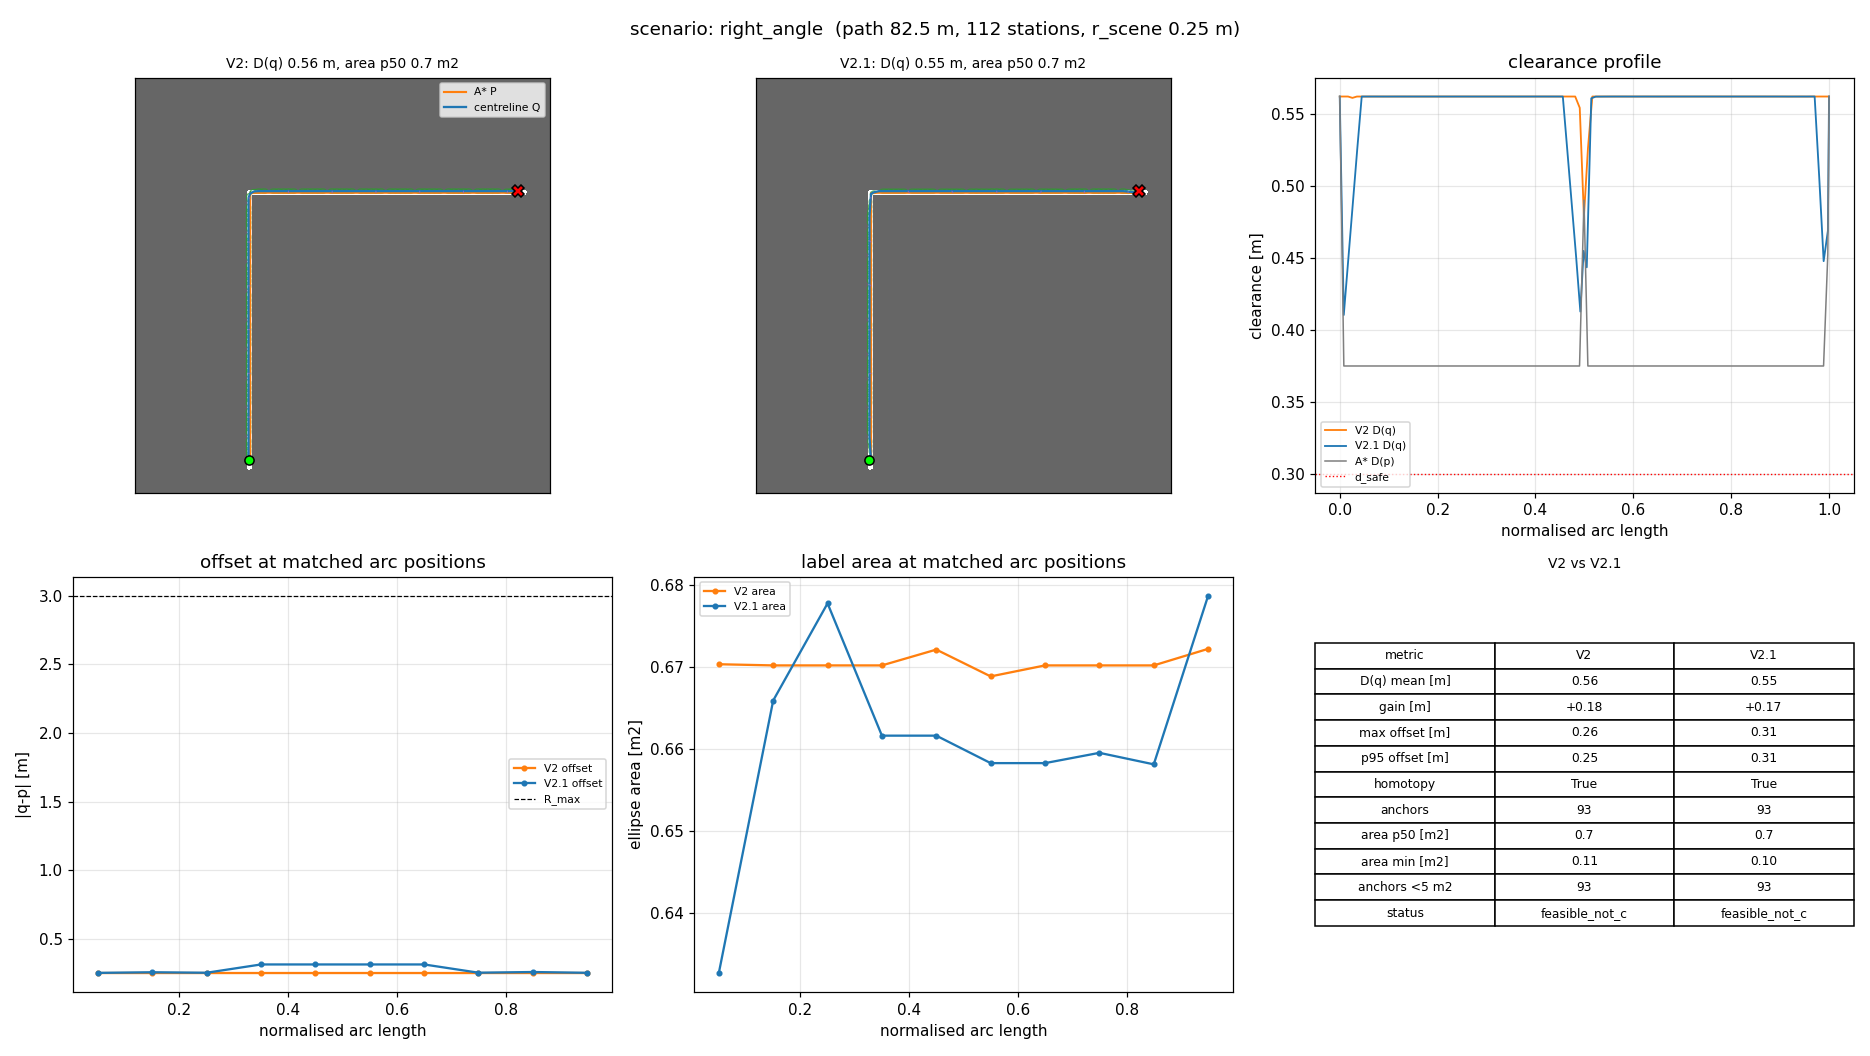 scenario: right_angle  (path 82.5 m, 112 stations, r_scene 0.25 m)
V2: D(q) 0.56 m, area p50 0.7 m2
A* P
centreline Q
V2.1: D(q) 0.55 m, area p50 0.7 m2
clearance profile
clearance [m]
0.55
0.50
0.45
0.40
0.35
0.30
V2 D(q)
V2.1 D(q)
A* D(p)
d_safe
0.0 0.2 0.4 0.6 0.8 1.0
normalised arc length
offset at matched arc positions
|q-p| [m]
3.0
2.5
2.0
1.5
1.0
0.5
V2 offset
V2.1 offset
R_max
0.2 0.4 0.6 0.8
normalised arc length
label area at matched arc positions
ellipse area [m2]
0.68
0.67
0.66
0.65
0.64
V2 area
V2.1 area
0.2 0.4 0.6 0.8
normalised arc length
V2 vs V2.1
metric V2 V2.1
D(q) mean [m] 0.56 0.55
gain [m] +0.18 +0.17
max offset [m] 0.26 0.31
p95 offset [m] 0.25 0.31
homotopy True True
anchors 93 93
area p50 [m2] 0.7 0.7
area min [m2] 0.11 0.10
anchors <5 m2 93 93
status feasible_not_c feasible_not_c